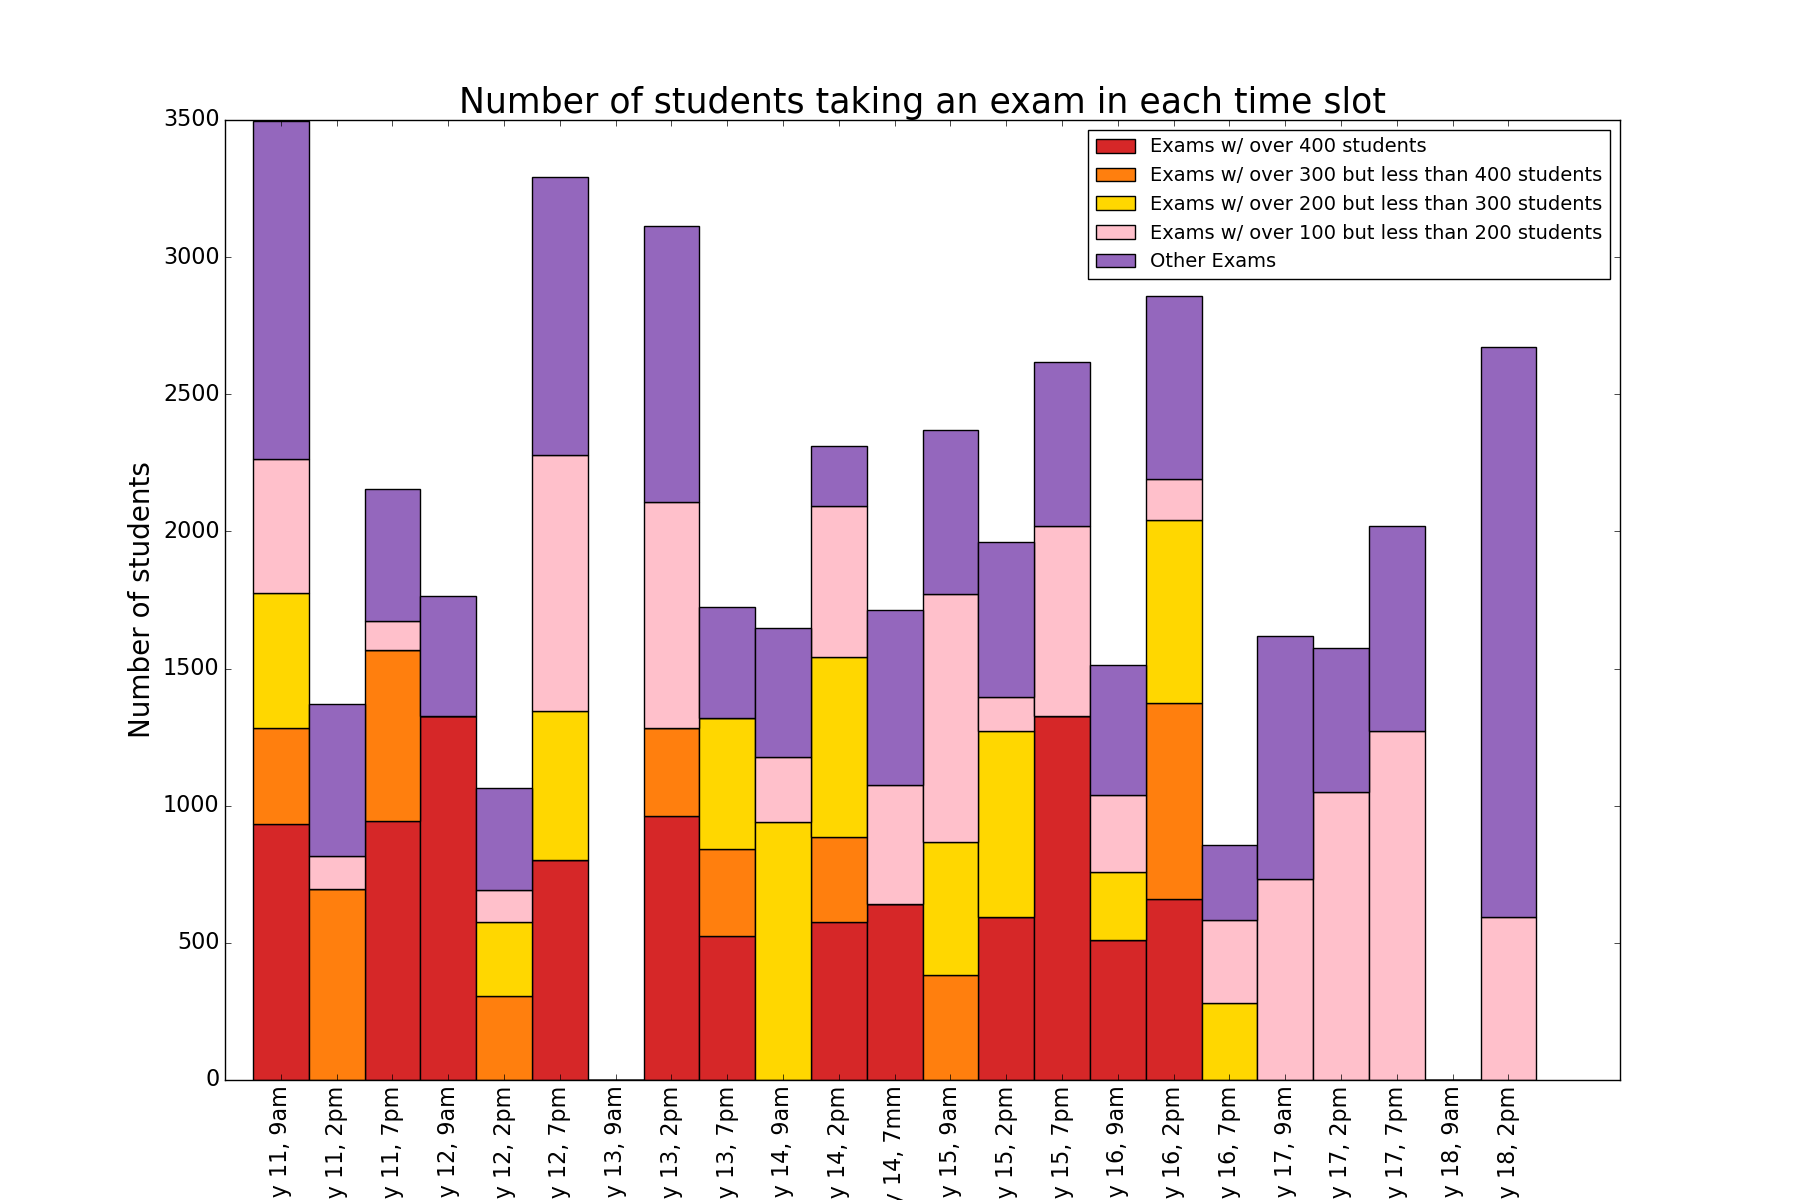 Number of students taking an exam in each time slot
Number of students
3500
3000
2500
2000
1500
1000
500
0
Exams w/ over 400 students
Exams w/ over 300 but less than 400 students
Exams w/ over 200 but less than 300 students
Exams w/ over 100 but less than 200 students
Other Exams
y 11, 9am
y 11, 2pm
y 11, 7pm
y 12, 9am
y 12, 2pm
y 12, 7pm
y 13, 9am
y 13, 2pm
y 13, 7pm
y 14, 9am
y 14, 2pm
y 14, 7mm
y 15, 9am
y 15, 2pm
y 15, 7pm
y 16, 9am
y 16, 2pm
y 16, 7pm
y 17, 9am
y 17, 2pm
y 17, 7pm
y 18, 9am
y 18, 2pm